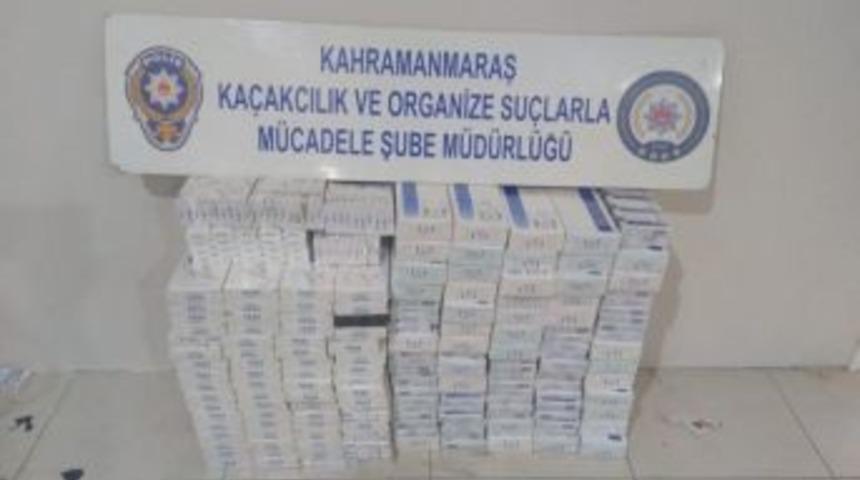 KAHRAMANMARAŞ
KAÇAKCILIK VE ORGANİZE SUÇLARLA
MÜCADELE ŞUBE MÜDÜRLÜĞÜ